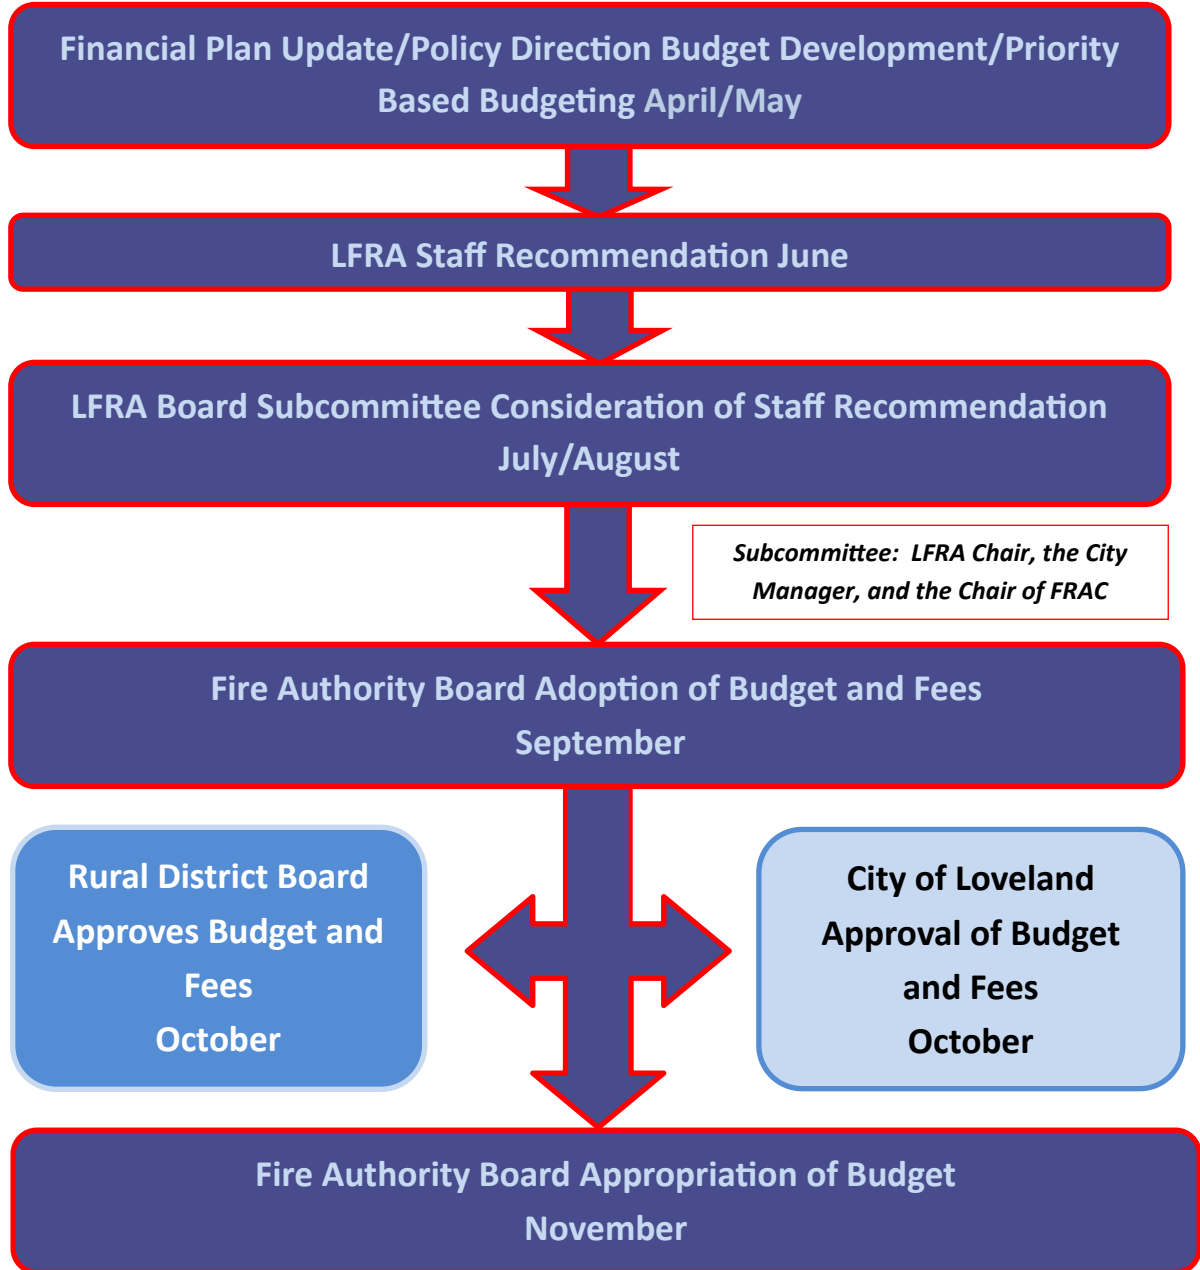 Financial Plan Update/Policy Direction Budget Development/Priority
Based Budgeting April/May
LFRA Staff Recommendation June
LFRA Board Subcommittee Consideration of Staff Recommendation
July/August
Subcommittee: LFRA Chair, the City
Manager, and the Chair of FRAC
Fire Authority Board Adoption of Budget and Fees
September
Rural District Board
Approves Budget and
Fees
October
City of Loveland
Approval of Budget
and Fees
October
Fire Authority Board Appropriation of Budget
November